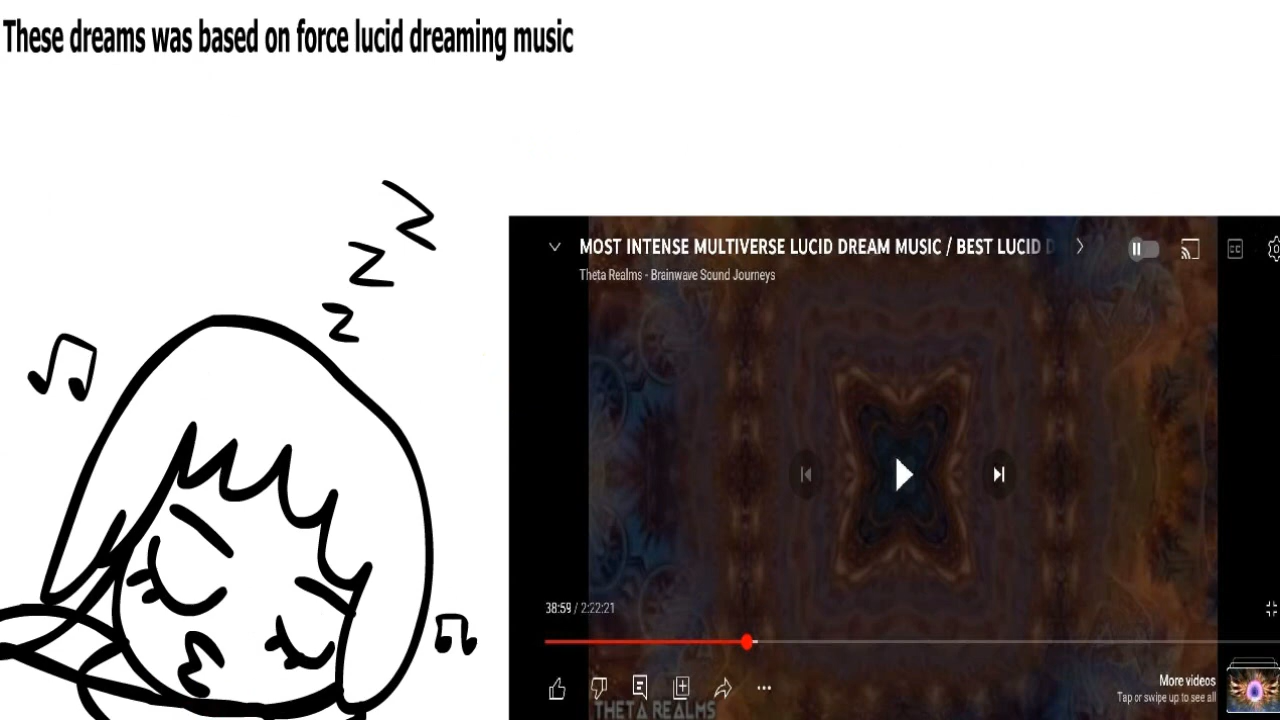 These dreams was based on force lucid dreaming music
z
z
z
MOST INTENSE MULTIVERSE LUCID DREAM MUSIC / BEST LUCID D
Theta Realms - Brainwave Sound Journeys
CC
38:59 / 2:22:21
More videos
Tap or swipe up to see all
THETA REALMS